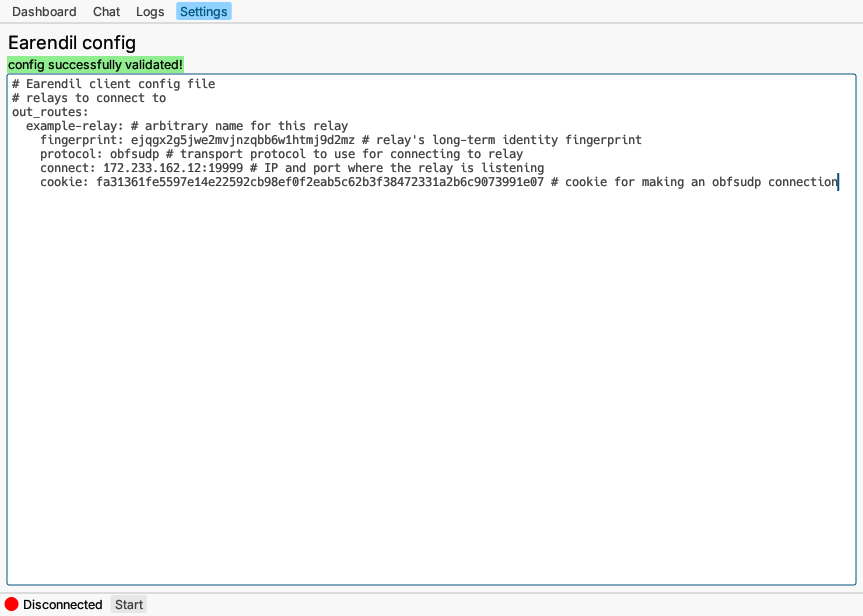 Dashboard Chat Logs Settings
Earendil config
config successfully validated!
# Earendil client config file
# relays to connect to
out_routes:
  example-relay: # arbitrary name for this relay
    fingerprint: ejqgx2g5jwe2mvjnzqbb6w1htmj9d2mz # relay's long-term identity fingerprint
    protocol: obfsudp # transport protocol to use for connecting to relay
    connect: 172.233.162.12:19999 # IP and port where the relay is listening
    cookie: fa31361fe5597e14e22592cb98ef0f2eab5c62b3f38472331a2b6c9073991e07 # cookie for making an obfsudp connection
Disconnected Start